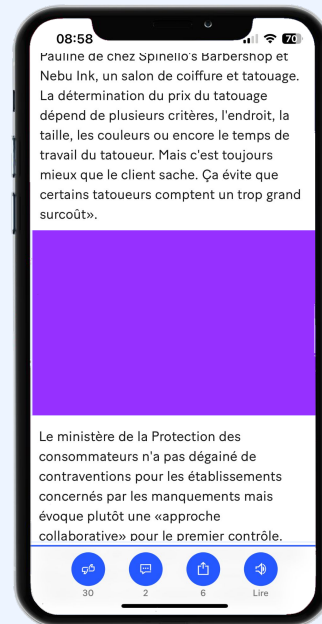 08:58
70
Pauline de chez Spinello's Barbershop et
Nebu Ink, un salon de coiffure et tatouage.
La détermination du prix du tatouage
dépend de plusieurs critères, l'endroit, la
taille, les couleurs ou encore le temps de
travail du tatoueur. Mais c'est toujours
mieux que le client sache. Ça évite que
certains tatoueurs comptent un trop grand
surcoût».
Le ministère de la Protection des
consommateurs n'a pas dégainé de
contraventions pour les établissements
concernés par les manquements mais
évoque plutôt une «approche
collaborative» pour le premier contrôle.
30
2
6
Lire